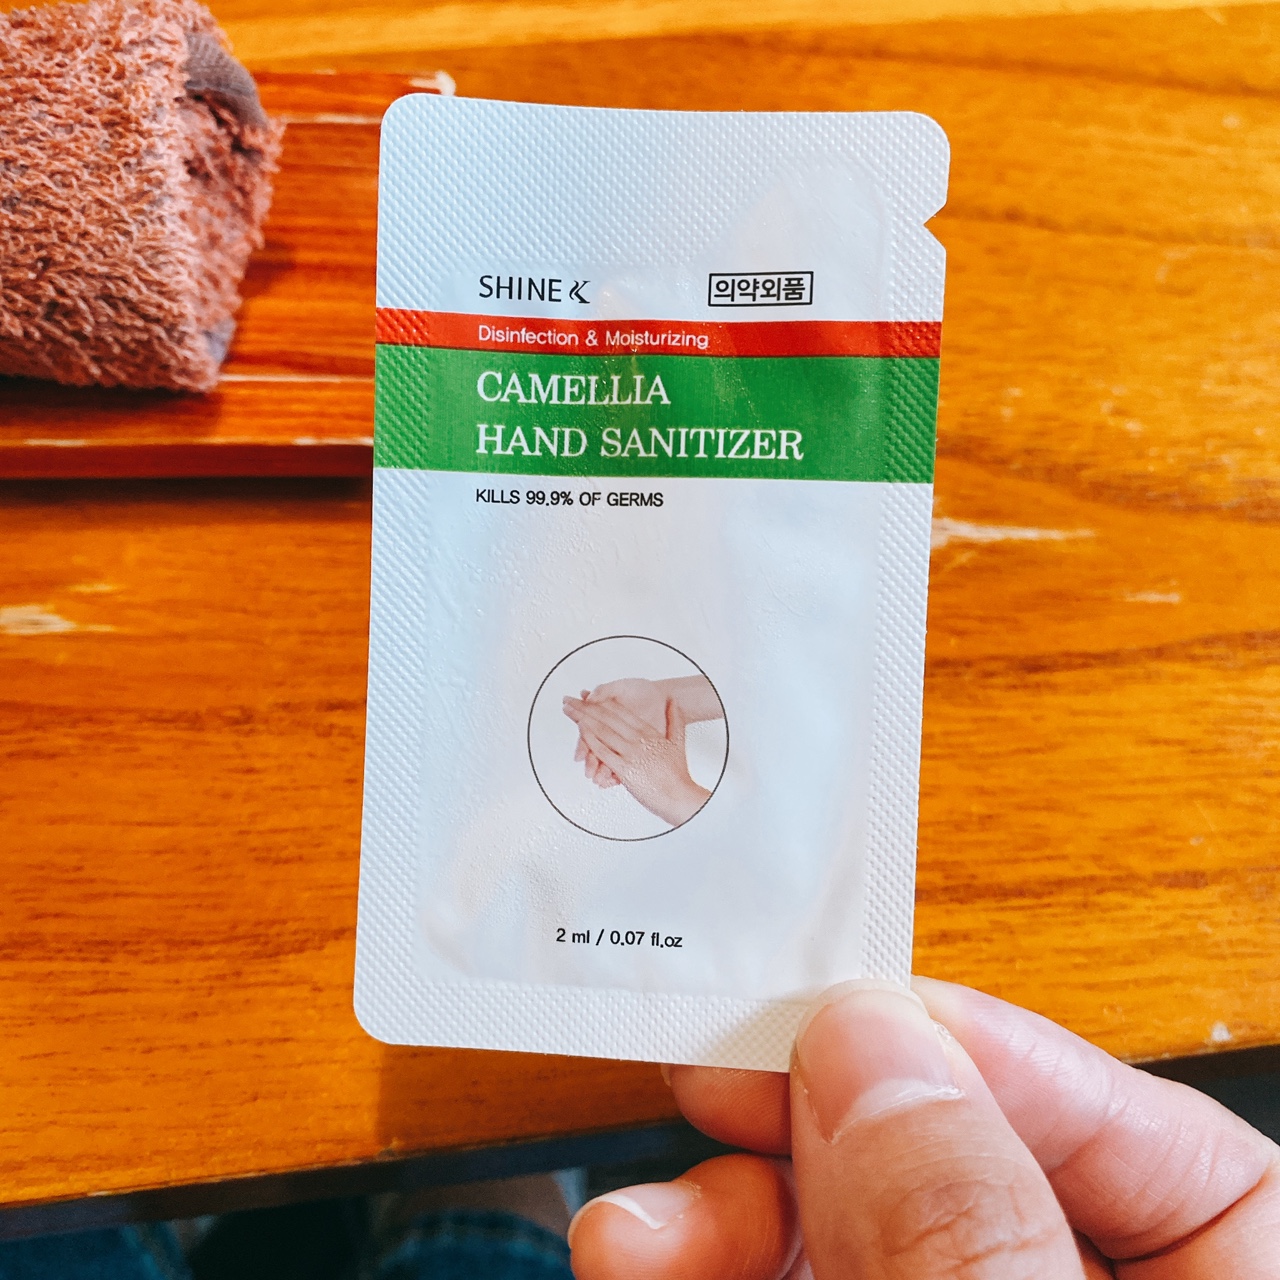 SHINE K 의약외품
Disinfection & Moisturizing
CAMELLIA
HAND SANITIZER
KILLS 99.9% OF GERMS
2 ml / 0.07 fl.oz